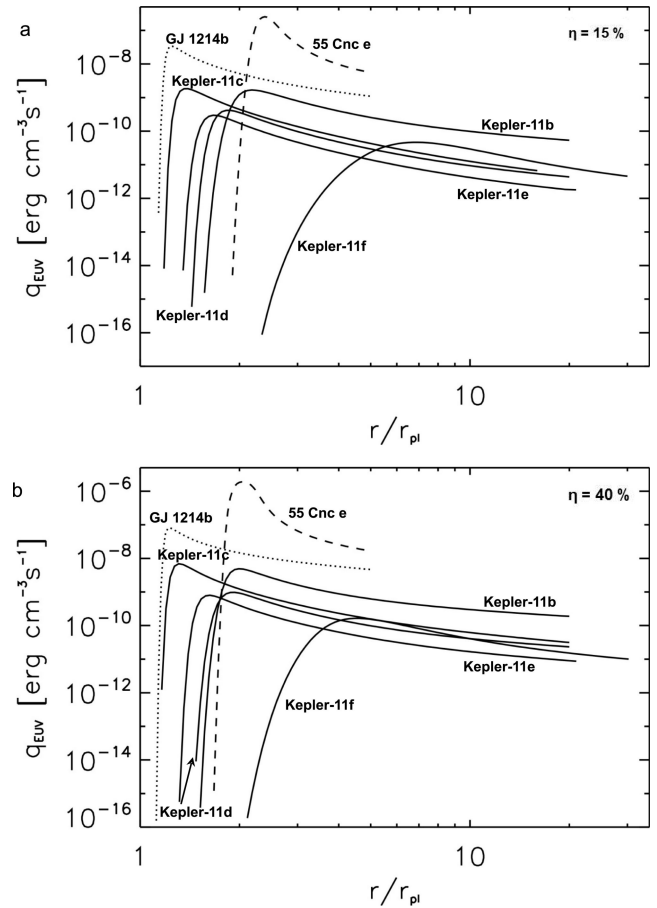 a
GJ 1214b
55 Cnc e
η = 15 %
10⁻⁸
Kepler-11c
Kepler-11b
10⁻¹⁰
10⁻¹²
Kepler-11e
Kepler-11f
10⁻¹⁴
Kepler-11d
10⁻¹⁶
q_EUV [erg cm⁻³s⁻¹]
1
10
r/r_pl
b
10⁻⁶
55 Cnc e
η = 40 %
GJ 1214b
10⁻⁸
Kepler-11c
Kepler-11b
10⁻¹⁰
Kepler-11e
10⁻¹²
Kepler-11f
10⁻¹⁴
Kepler-11d
10⁻¹⁶
q_EUV [erg cm⁻³s⁻¹]
1
10
r/r_pl